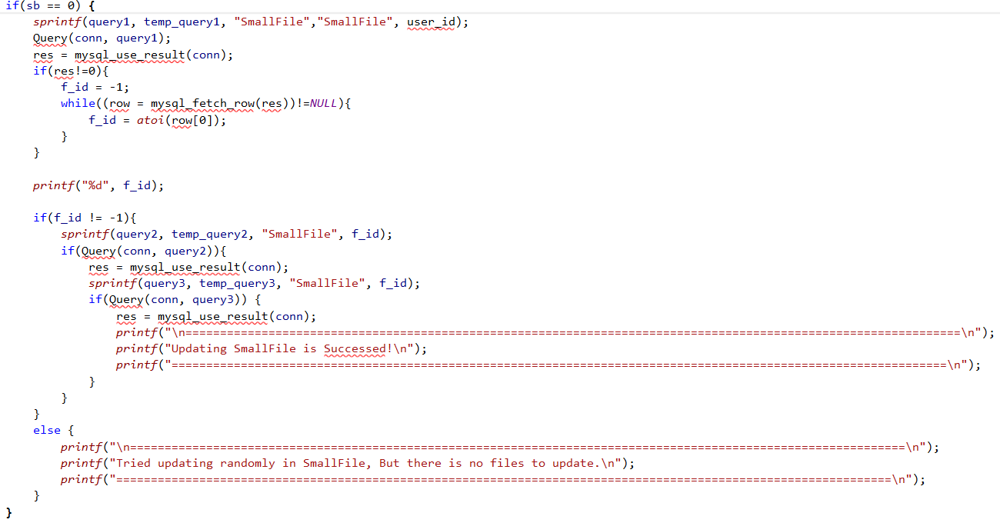 if(sb == 0) {
sprintf(query1, temp_query1, "SmallFile","SmallFile", user_id);
Query(conn, query1);
res = mysql_use_result(conn);
if(res!=0){
f_id = -1;
while((row = mysql_fetch_row(res))!=NULL){
f_id = atoi(row[0]);
}
}
printf("%d", f_id);
if(f_id != -1){
sprintf(query2, temp_query2, "SmallFile", f_id);
if(Query(conn, query2)){
res = mysql_use_result(conn);
sprintf(query3, temp_query3, "SmallFile", f_id);
if(Query(conn, query3)) {
res = mysql_use_result(conn);
printf("\n================================================================================================================\n");
printf("Updating SmallFile is Successed!\n");
printf("================================================================================================================\n");
}
}
}
else {
printf("\n================================================================================================================\n");
printf("Tried updating randomly in SmallFile, But there is no files to update.\n");
printf("================================================================================================================\n");
}
}